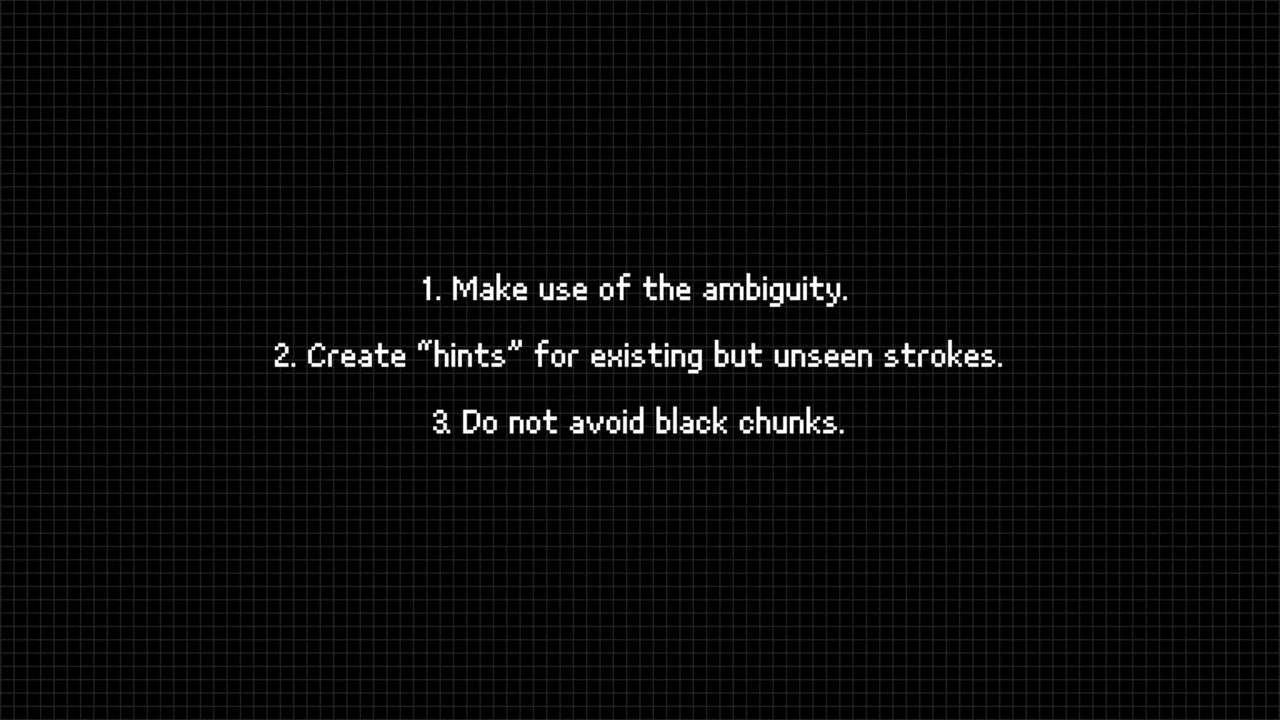 1. Make use of the ambiguity.
2. Create “hints” for existing but unseen strokes.
3. Do not avoid black chunks.